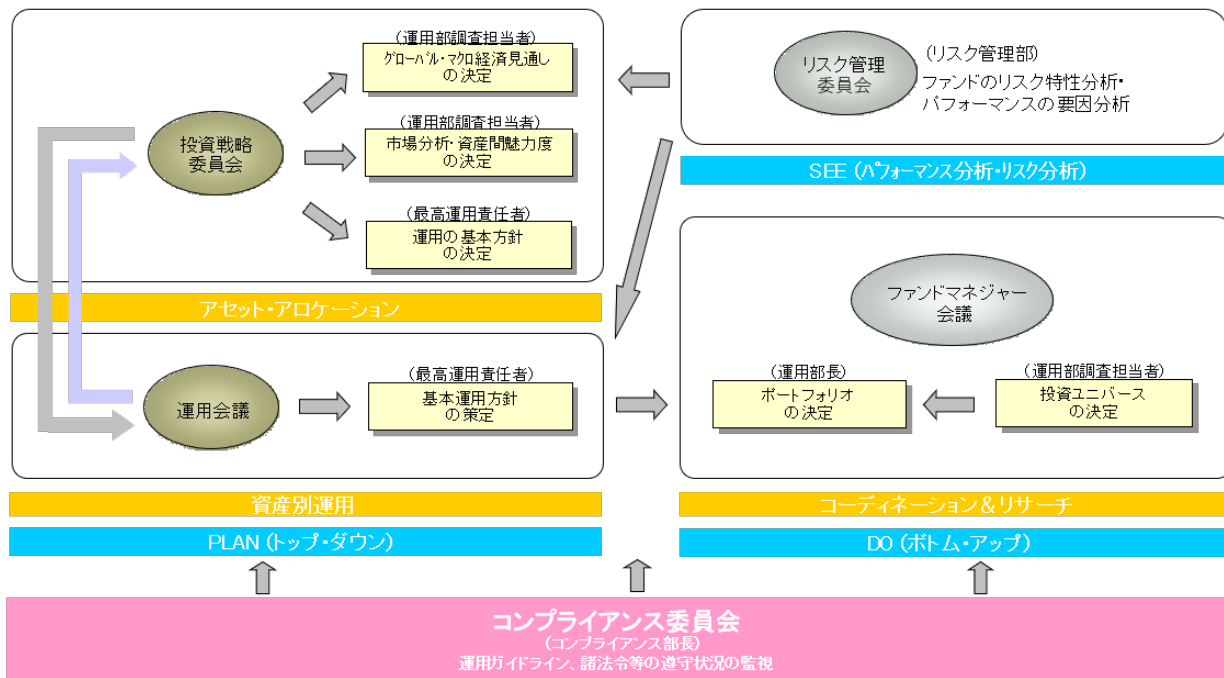 (運用部調査担当者)
グローバル・マクロ経済見通し
の決定
投資戦略
委員会
(運用部調査担当者)
市場分析・資産間魅力度
の決定
(最高運用責任者)
運用の基本方針
の決定
アセット・アロケーション
運用会議
(最高運用責任者)
基本運用方針
の策定
資産別運用
PLAN (トップ・ダウン)
リスク管理
委員会
(リスク管理部)
ファンドのリスク特性分析・
パフォーマンスの要因分析
SEE (パフォーマンス分析・リスク分析)
ファンドマネジャー
会議
(運用部長)
ポートフォリオ
の決定
(運用部調査担当者)
投資ユニバース
の決定
コーディネーション&リサーチ
DO (ボトム・アップ)
コンプライアンス委員会
(コンプライアンス部長)
運用ガイドライン、諸法令等の遵守状況の監視